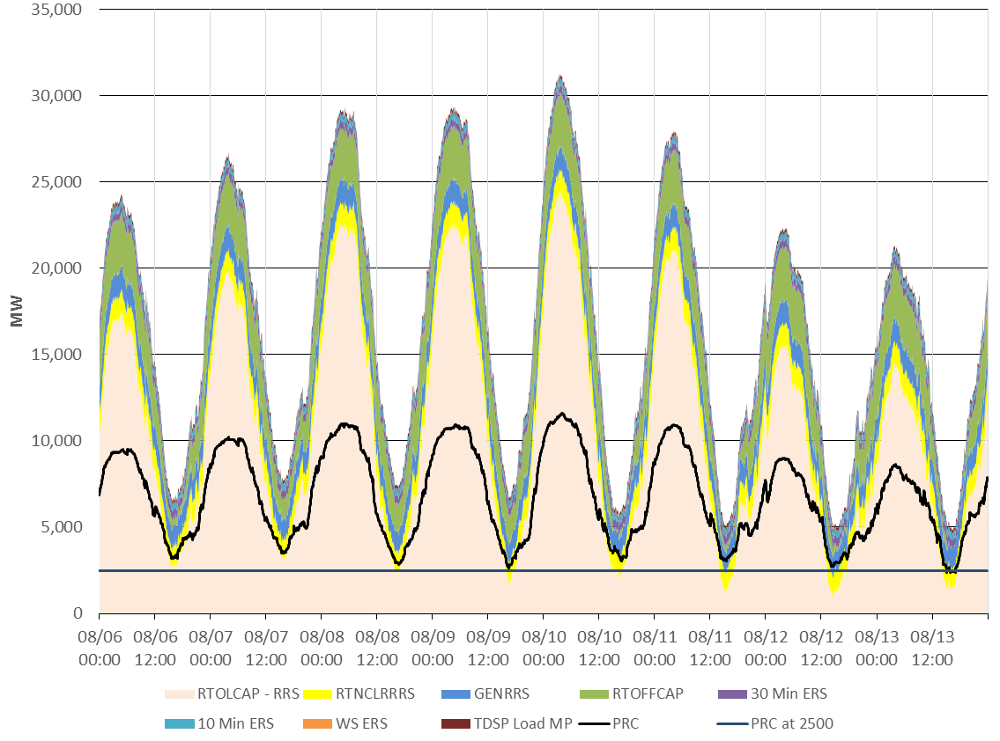 35,000
30,000
25,000
20,000
15,000
10,000
5,000
0
MW
08/06 08/06 08/07 08/07 08/08 08/08 08/09 08/09 08/10 08/10 08/11 08/11 08/12 08/12 08/13 08/13
00:00 12:00 00:00 12:00 00:00 12:00 00:00 12:00 00:00 12:00 00:00 12:00 00:00 12:00 00:00 12:00
RTOLCAP - RRS RTNCLRRRS GENRRS RTOFFCAP 30 Min ERS
10 Min ERS WS ERS TDSP Load MP PRC PRC at 2500